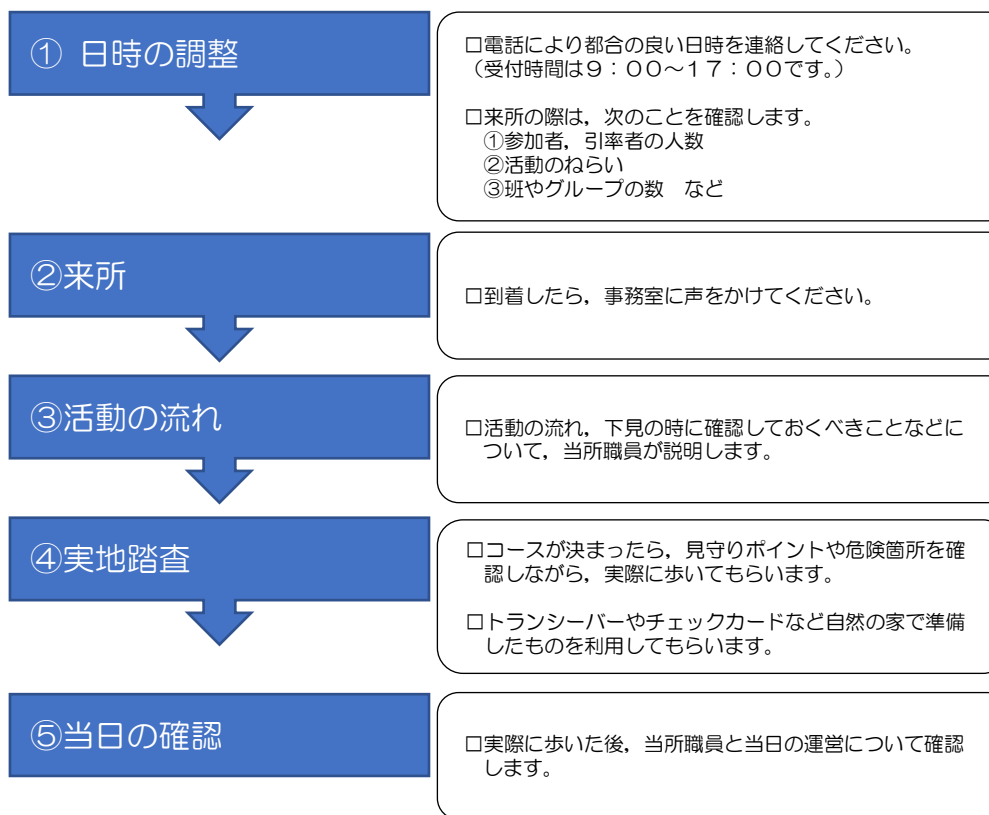 ① 日時の調整
□電話により都合の良い日時を連絡してください。
（受付時間は９：００～１７：００です。）
□来所の際は，次のことを確認します。
①参加者，引率者の人数
②活動のねらい
③班やグループの数　など
②来所
□到着したら，事務室に声をかけてください。
③活動の流れ
□活動の流れ，下見の時に確認しておくべきことなどに
ついて，当所職員が説明します。
④実地踏査
□コースが決まったら，見守りポイントや危険箇所を確
認しながら，実際に歩いてもらいます。
□トランシーバーやチェックカードなど自然の家で準備
したものを利用してもらいます。
⑤当日の確認
□実際に歩いた後，当所職員と当日の運営について確認
します。